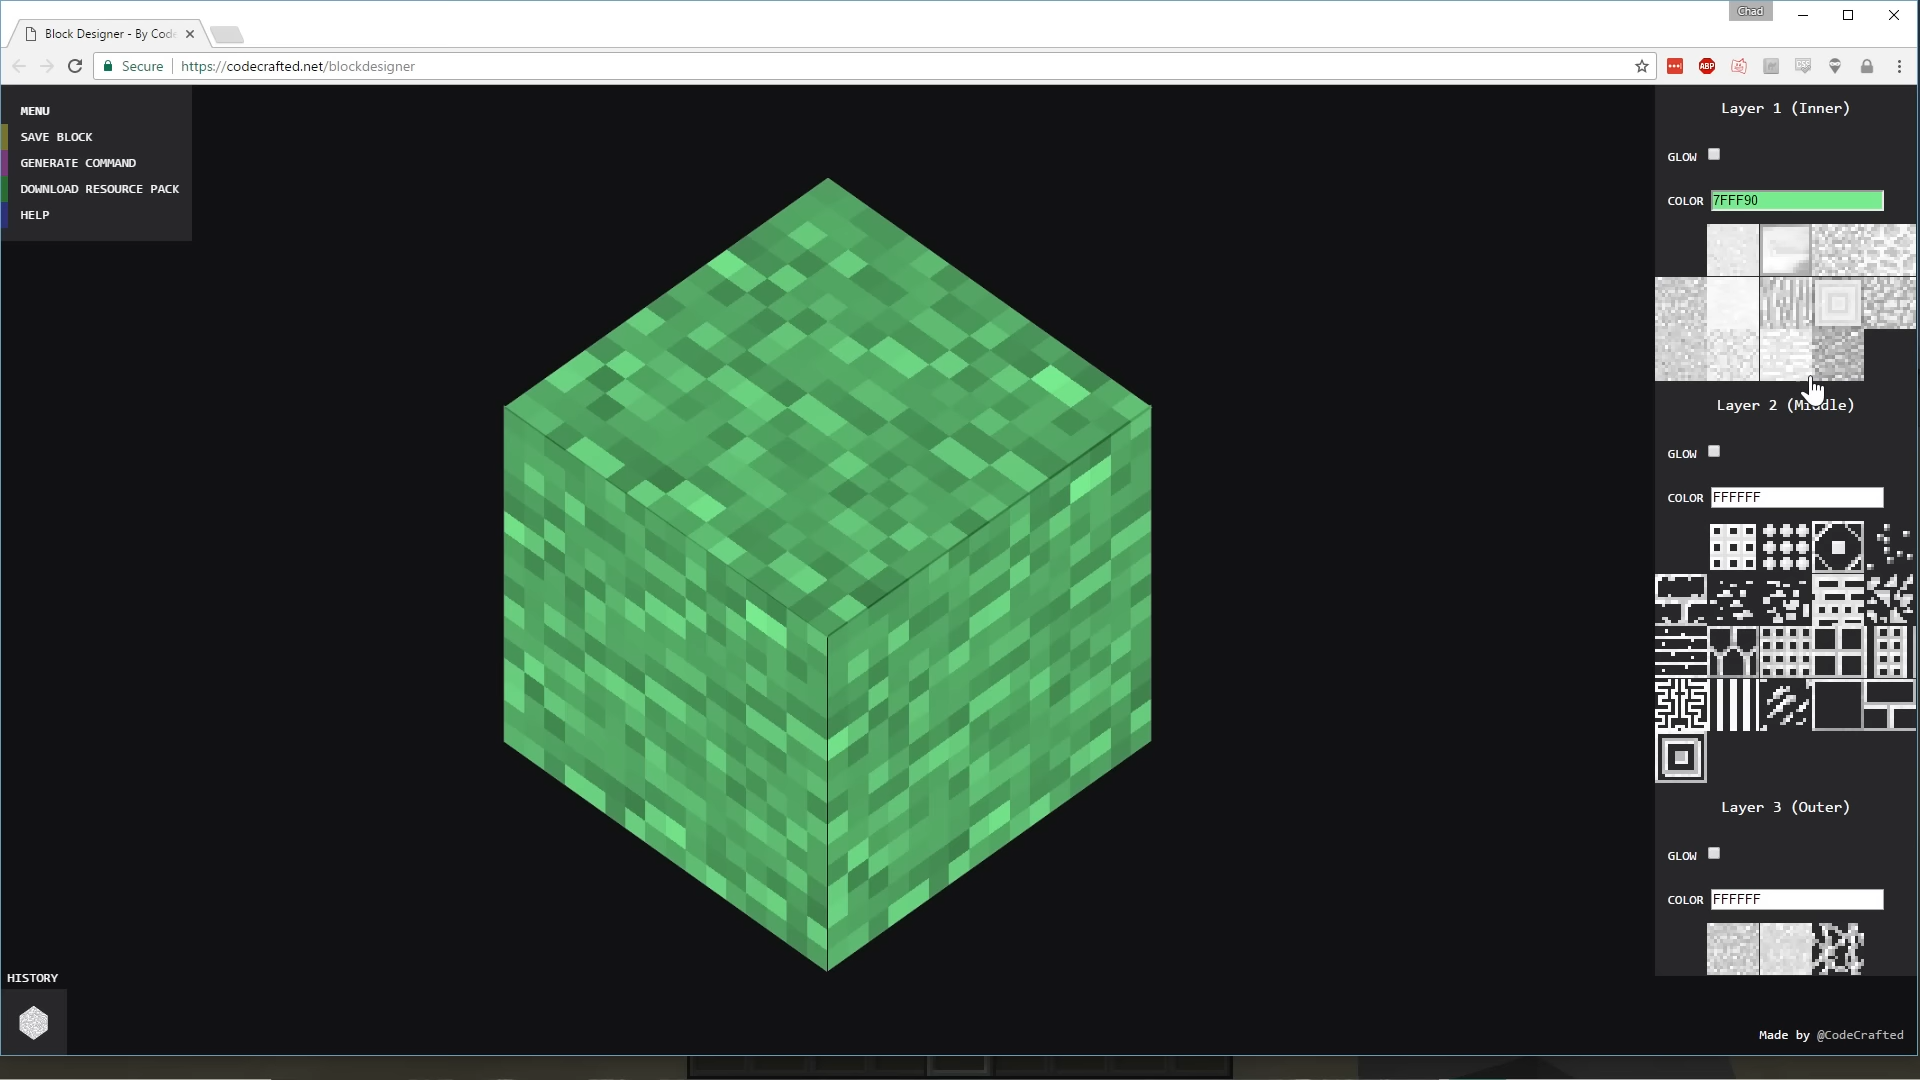 Chad
Block Designer - By Code
Secure
https://codecrafted.net/blockdesigner
ABP
MENU
SAVE BLOCK
GENERATE COMMAND
DOWNLOAD RESOURCE PACK
HELP
Layer 1 (Inner)
GLOW
COLOR 7FFF90
Layer 2 (Middle)
GLOW
COLOR FFFFFF
Layer 3 (Outer)
GLOW
COLOR FFFFFF
HISTORY
Made by @CodeCrafted